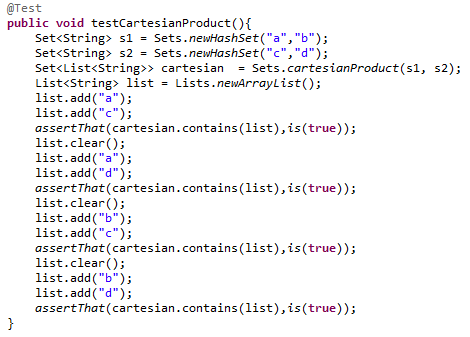 @Test
public void testCartesianProduct(){
    Set<String> s1 = Sets.newHashSet("a","b");
    Set<String> s2 = Sets.newHashSet("c","d");
    Set<List<String>> cartesian  = Sets.cartesianProduct(s1, s2);
    List<String> list = Lists.newArrayList();
    list.add("a");
    list.add("c");
    assertThat(cartesian.contains(list),is(true));
    list.clear();
    list.add("a");
    list.add("d");
    assertThat(cartesian.contains(list),is(true));
    list.clear();
    list.add("b");
    list.add("c");
    assertThat(cartesian.contains(list),is(true));
    list.clear();
    list.add("b");
    list.add("d");
    assertThat(cartesian.contains(list),is(true));
}